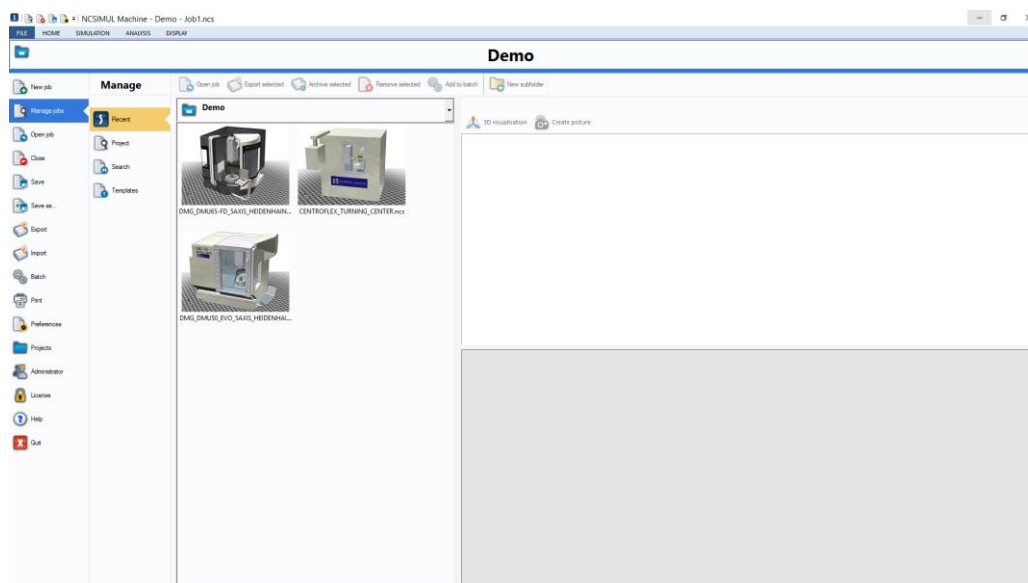 NCSIMUL Machine - Demo - Job1.ncs
FILE HOME SIMULATION ANALYSIS DISPLAY
Demo
New job
Manage jobs
Open job
Close
Save
Save as...
Export
Import
Batch
Print
Preferences
Projects
Administrator
License
Help
Quit
Manage
Recent
Project
Search
Templates
Open job Export selected Archive selected Remove selected Add to batch New subfolder
Demo
DMG_DMU65-FD_5AXIS_HEIDENHAIN... CENTROFLEX_TURNING_CENTER.ncs
DMG_DMU50_EVO_5AXIS_HEIDENHAI...
3D visualisation Create picture